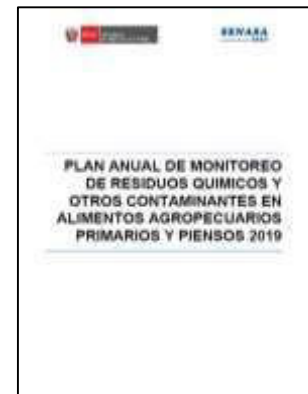 SENASA
PLAN ANUAL DE MONITOREO
DE RESIDUOS QUIMICOS Y
OTROS CONTAMINANTES EN
ALIMENTOS AGROPECUARIOS
PRIMARIOS Y PIENSOS 2019